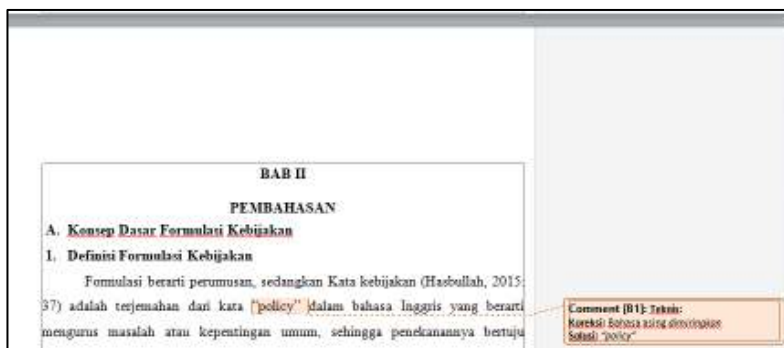 BAB II
PEMBAHASAN
A. Konsep Dasar Formulasi Kebijakan
1. Definisi Formulasi Kebijakan
Formulasi berarti perumusan, sedangkan Kata kebijakan (Hasbullah, 2015:
37) adalah terjemahan dari kata "policy" dalam bahasa Inggris yang berarti
mengurus masalah atau kepentingan umum, sehingga penekanannya bertuju
Comment [B1]: Teknis:
Koreksi: Bahasa asing dimiringkan
Solusi: "policy"